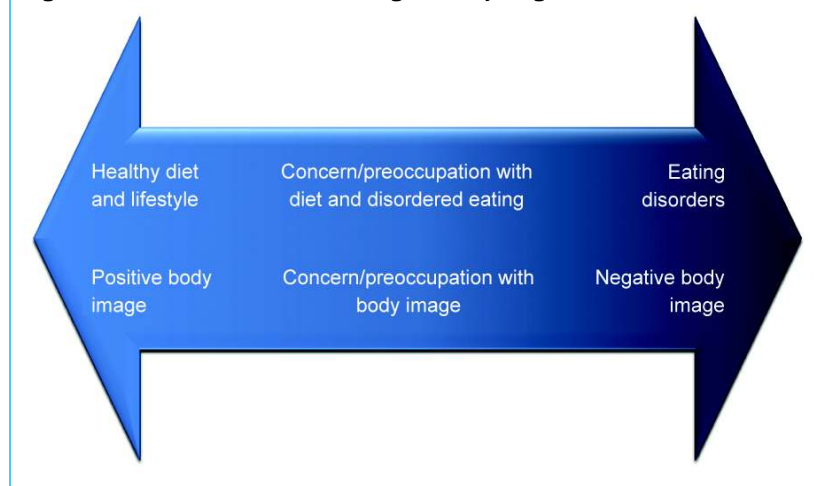 Healthy diet
and lifestyle
Concern/preoccupation with
diet and disordered eating
Eating
disorders
Positive body
image
Concern/preoccupation with
body image
Negative body
image